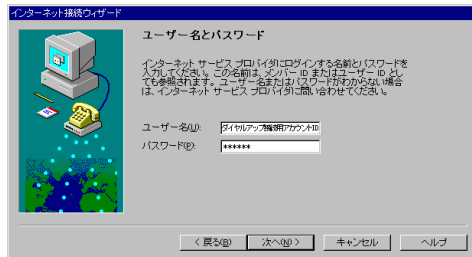 インターネット接続ウィザード
ユーザー名とパスワード
インターネット サービス プロバイダにログインする名前とパスワードを
入力してください。この名前は、メンバー ID またはユーザー ID とし
ても参照されます。ユーザー名またはパスワードがわからない場合
は、インターネット サービス プロバイダに問い合わせてください。
ユーザー名(U):
ダイヤルアップ接続用アカウントID
パスワード(P):
******
< 戻る(B)
次へ(N) >
キャンセル
ヘルプ